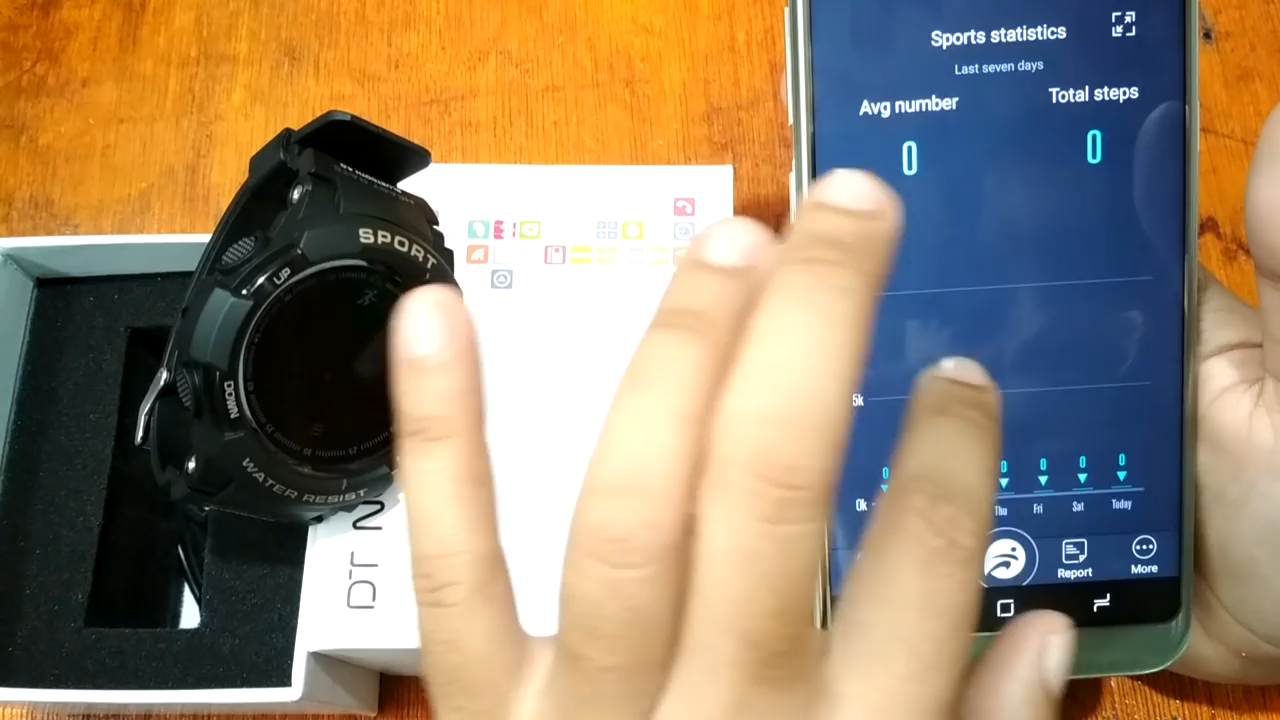 SPORT
UP
DOWN
WATER RESIST
DT N
Sports statistics
Last seven days
Avg number
Total steps
0
0
5k
0k
0
0
0
0
0
Thu
Fri
Sat
Today
Report
More